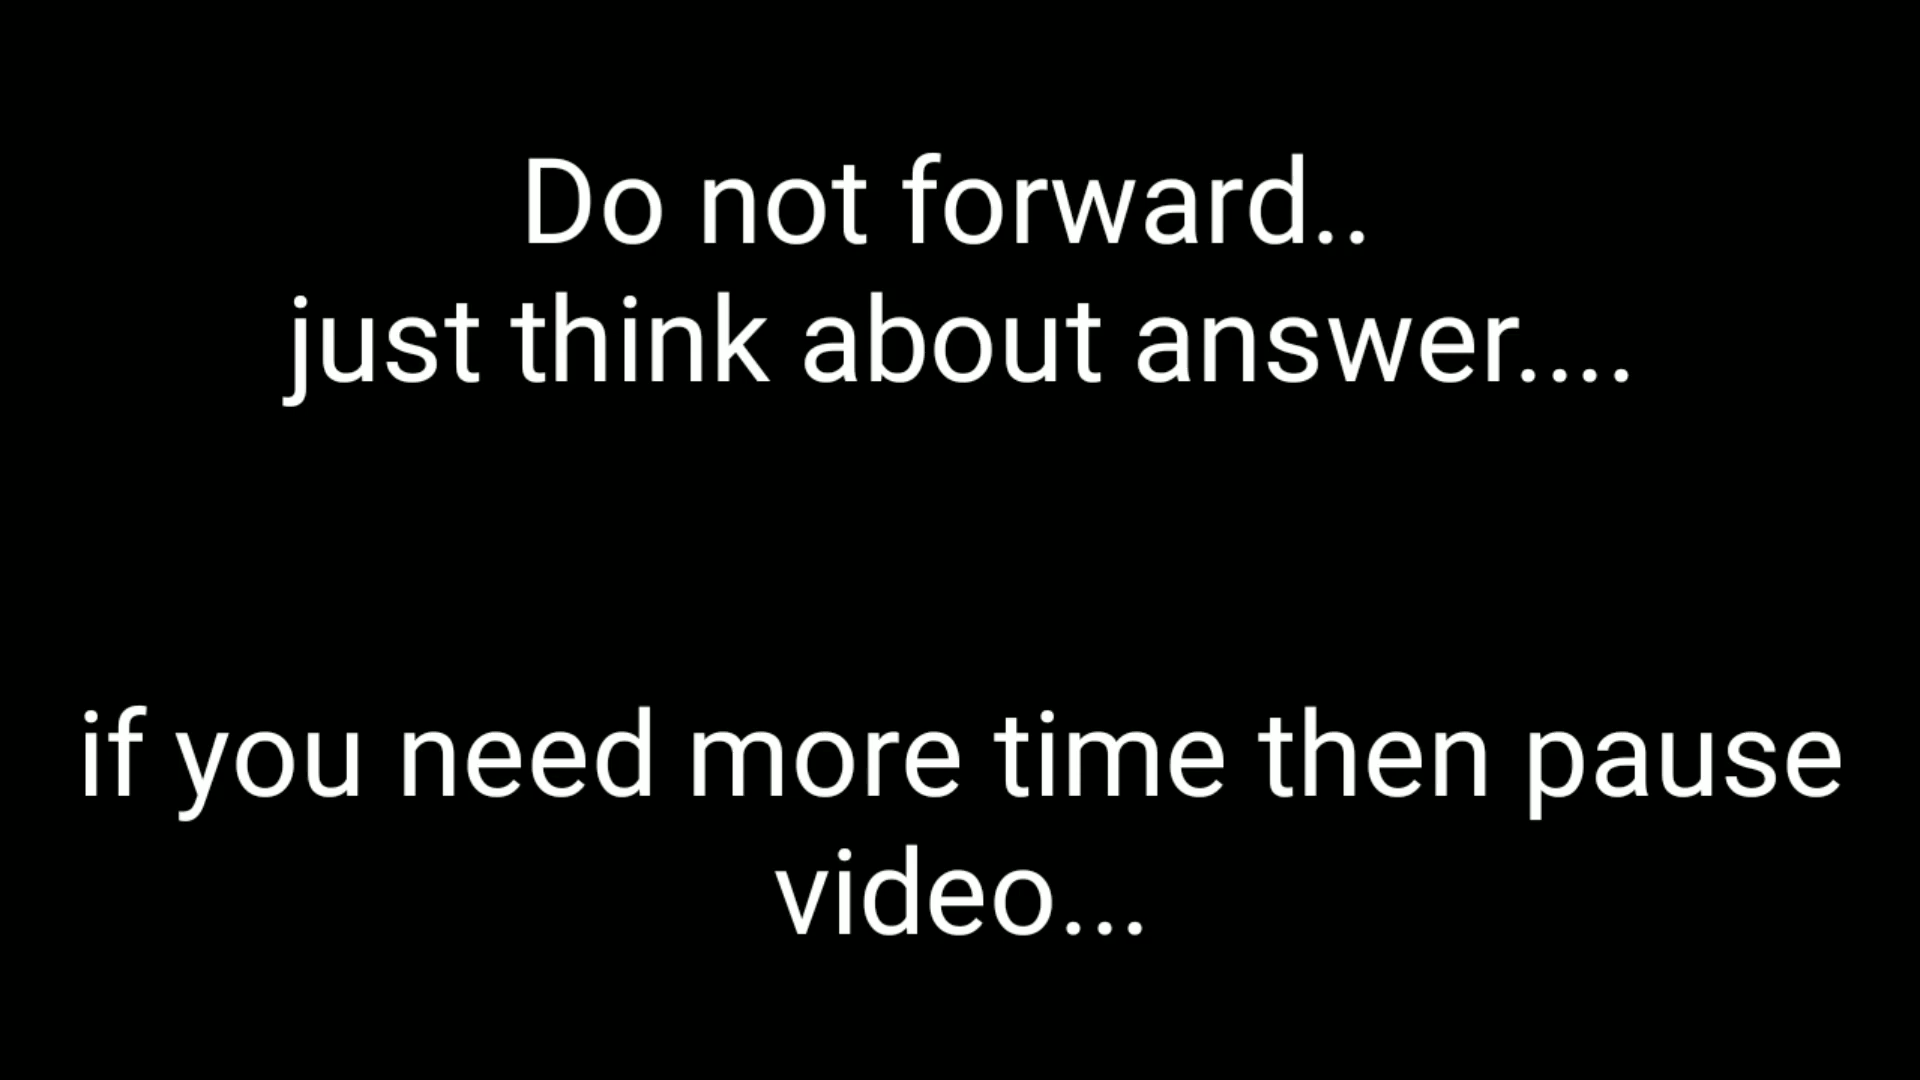 Do not forward..
just think about answer....
if you need more time then pause
video...